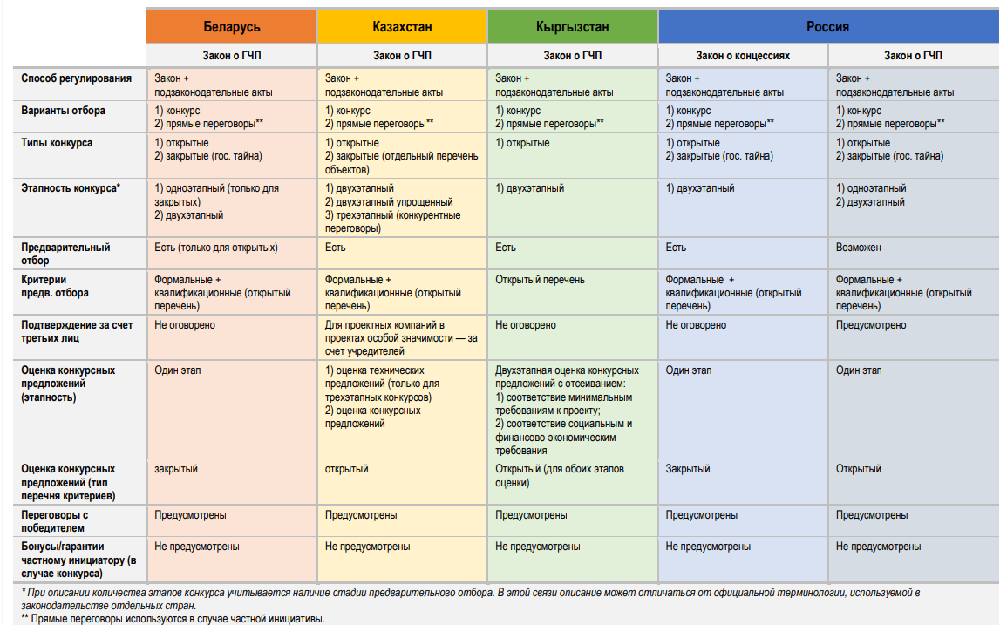 Беларусь
Казахстан
Кыргызстан
Россия
Закон о ГЧП
Закон о ГЧП
Закон о ГЧП
Закон о концессиях
Закон о ГЧП
Способ регулирования
Закон +
подзаконодательные акты
Закон +
подзаконодательные акты
Закон +
подзаконодательные акты
Закон +
подзаконодательные акты
Закон +
подзаконодательные акты
Варианты отбора
1) конкурс
2) прямые переговоры**
1) конкурс
2) прямые переговоры**
1) конкурс
2) прямые переговоры**
1) конкурс
2) прямые переговоры**
1) конкурс
2) прямые переговоры**
Типы конкурса
1) открытые
2) закрытые (гос. тайна)
1) открытые
2) закрытые (отдельный перечень
объектов)
1) открытые
1) открытые
2) закрытые (гос. тайна)
1) открытые
2) закрытые (гос. тайна)
Этапность конкурса*
1) одноэтапный (только для
закрытых)
2) двухэтапный
1) двухэтапный
2) двухэтапный упрощенный
3) трехэтапный (конкурентные
переговоры)
1) двухэтапный
1) двухэтапный
1) одноэтапный
2) двухэтапный
Предварительный
отбор
Есть (только для открытых)
Есть
Есть
Есть
Возможен
Критерии
предв. отбора
Формальные +
квалификационные (открытый
перечень)
Формальные +
квалификационные (открытый
перечень)
Открытый перечень
Формальные +
квалификационные (открытый
перечень)
Формальные +
квалификационные (открытый
перечень)
Подтверждение за счет
третьих лиц
Не оговорено
Для проектных компаний в
проектах особой значимости — за
счет учредителей
Не оговорено
Не оговорено
Предусмотрено
Оценка конкурсных
предложений
(этапность)
Один этап
1) оценка технических
предложений (только для
трехэтапных конкурсов)
2) оценка конкурсных
предложений
Двухэтапная оценка конкурсных
предложений с отсеиванием:
1) соответствие минимальным
требованиям к проекту;
2) соответствие социальным и
финансово-экономическим
требования
Один этап
Один этап
Оценка конкурсных
предложений (тип
перечня критериев)
закрытый
открытый
Открытый (для обоих этапов
оценки)
Закрытый
Открытый
Переговоры с
победителем
Предусмотрены
Предусмотрены
Предусмотрены
Предусмотрены
Предусмотрены
Бонусы/гарантии
частному инициатору (в
случае конкурса)
Не предусмотрены
Не предусмотрены
Не предусмотрены
Не предусмотрены
Не предусмотрены
* При описании количества этапов конкурса учитывается наличие стадии предварительного отбора. В этой связи описание может отличаться от официальной терминологии, используемой в
законодательстве отдельных стран.
** Прямые переговоры используются в случае частной инициативы.